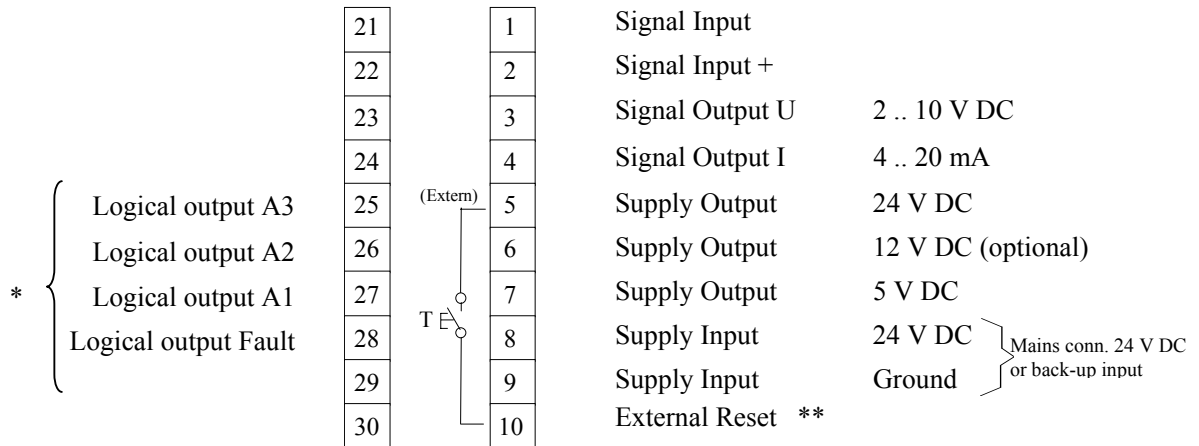 21 1 Signal Input
22 2 Signal Input +
23 3 Signal Output U 2 .. 10 V DC
24 4 Signal Output I 4 .. 20 mA
Logical output A3 25 (Extern) 5 Supply Output 24 V DC
Logical output A2 26 6 Supply Output 12 V DC (optional)
* Logical output A1 27 7 Supply Output 5 V DC
Logical output Fault 28 T 8 Supply Input 24 V DC Mains conn. 24 V DC
29 9 Supply Input Ground or back-up input
30 10 External Reset **